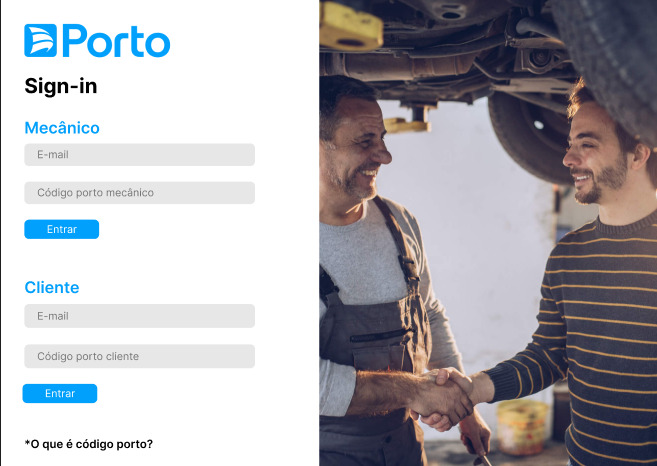 Porto
Sign-in
Mecânico
E-mail
Código porto mecânico
Entrar
Cliente
E-mail
Código porto cliente
Entrar
*O que é código porto?